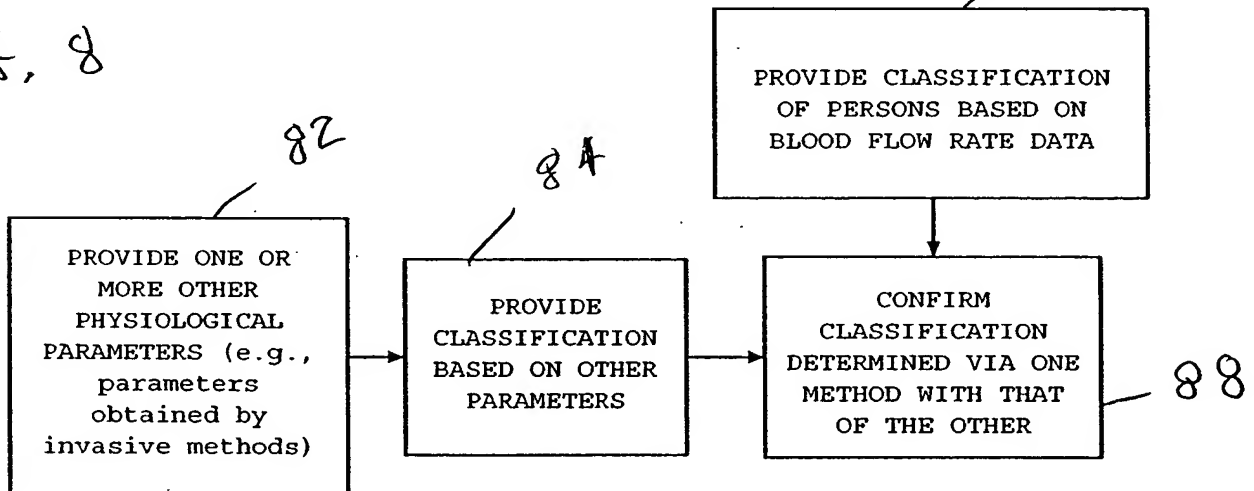 8
82
84
PROVIDE CLASSIFICATION
OF PERSONS BASED ON
BLOOD FLOW RATE DATA
PROVIDE ONE OR
MORE OTHER
PHYSIOLOGICAL
PARAMETERS (e.g.,
parameters
obtained by
invasive methods)
PROVIDE
CLASSIFICATION
BASED ON OTHER
PARAMETERS
CONFIRM
CLASSIFICATION
DETERMINED VIA ONE
METHOD WITH THAT
OF THE OTHER
88